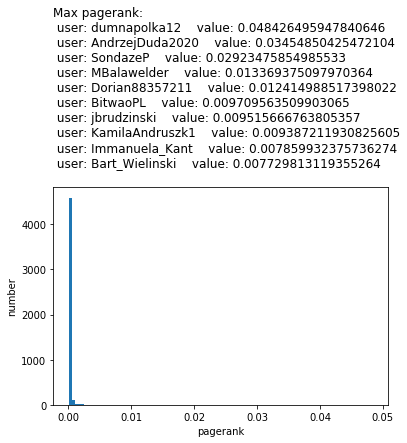 Max pagerank:
user: dumnapolka12 value: 0.048426495947840646
user: AndrzejDuda2020 value: 0.03454850425472104
user: SondazeP value: 0.02923475854985533
user: MBalawelder value: 0.013369375097970364
user: Dorian88357211 value: 0.012414988517398022
user: BitwaoPL value: 0.009709563509903065
user: jbrudzinski value: 0.009515666763805357
user: KamilaAndruszk1 value: 0.009387211930825605
user: Immanuela_Kant value: 0.007859932375736274
user: Bart_Wielinski value: 0.007729813119355264
4000
3000
2000
1000
0
number
0.00 0.01 0.02 0.03 0.04 0.05
pagerank